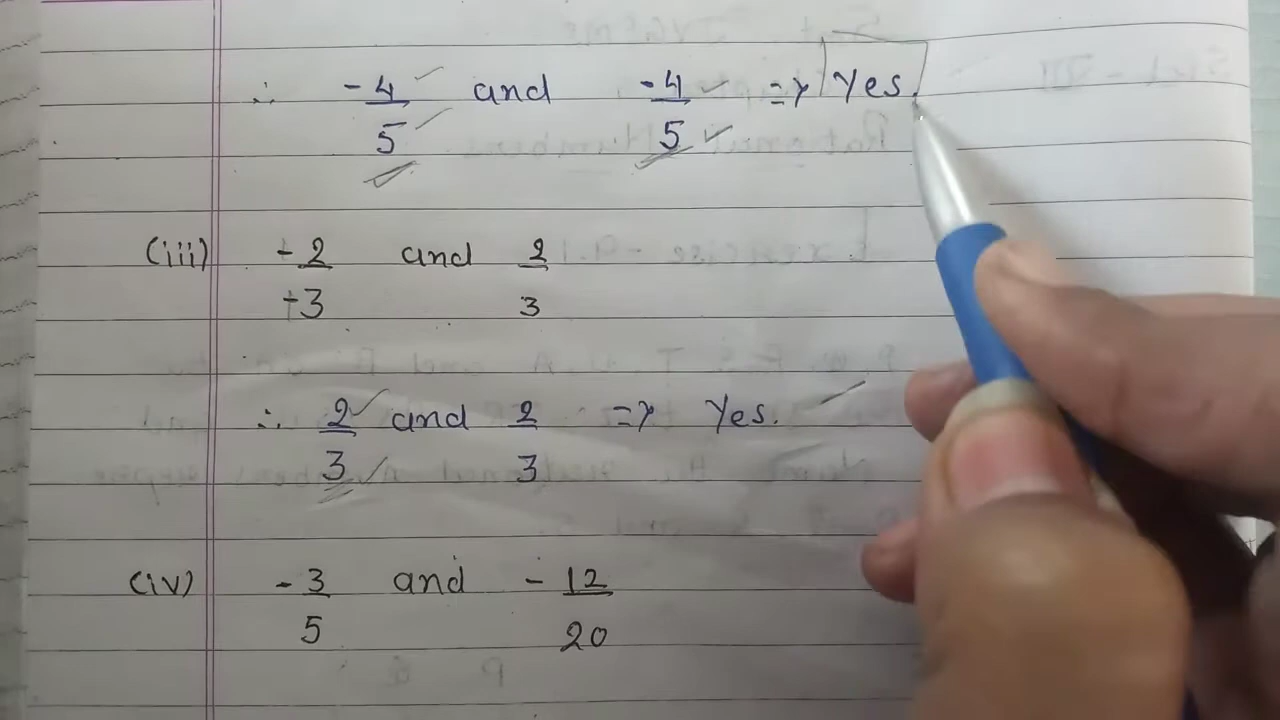 ∴ -4/5 and -4/5 => Yes.
(iii) -2/-3 and 2/3
∴ 2/3 and 2/3 => Yes.
(iv) -3/5 and -12/20